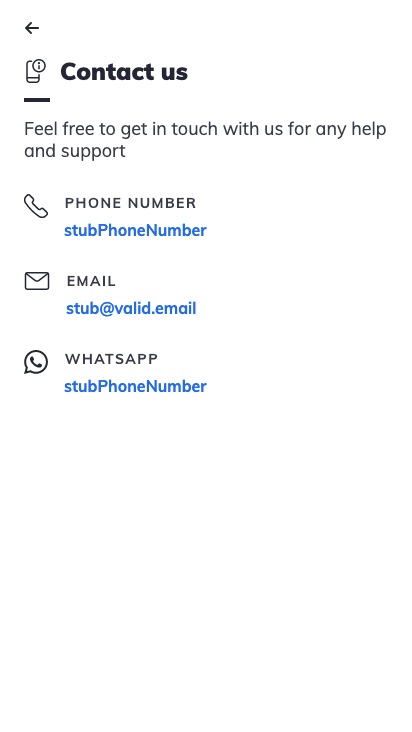 Contact us
Feel free to get in touch with us for any help
and support
PHONE NUMBER
stubPhoneNumber
EMAIL
stub@valid.email
WHATSAPP
stubPhoneNumber